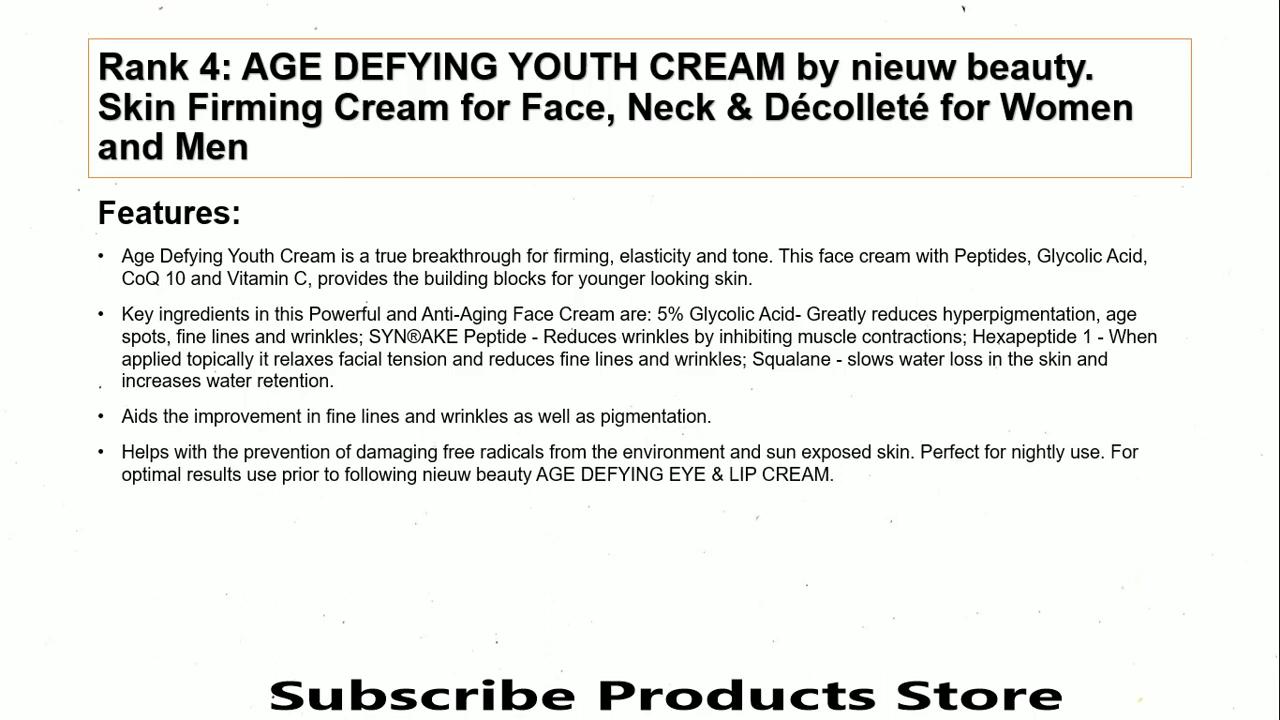 Rank 4: AGE DEFYING YOUTH CREAM by nieuw beauty.
Skin Firming Cream for Face, Neck & Décolleté for Women
and Men
Features:
• Age Defying Youth Cream is a true breakthrough for firming, elasticity and tone. This face cream with Peptides, Glycolic Acid,
CoQ 10 and Vitamin C, provides the building blocks for younger looking skin.
• Key ingredients in this Powerful and Anti-Aging Face Cream are: 5% Glycolic Acid- Greatly reduces hyperpigmentation, age
spots, fine lines and wrinkles; SYN®AKE Peptide - Reduces wrinkles by inhibiting muscle contractions; Hexapeptide 1 - When
applied topically it relaxes facial tension and reduces fine lines and wrinkles; Squalane - slows water loss in the skin and
increases water retention.
• Aids the improvement in fine lines and wrinkles as well as pigmentation.
• Helps with the prevention of damaging free radicals from the environment and sun exposed skin. Perfect for nightly use. For
optimal results use prior to following nieuw beauty AGE DEFYING EYE & LIP CREAM.
Subscribe Products Store